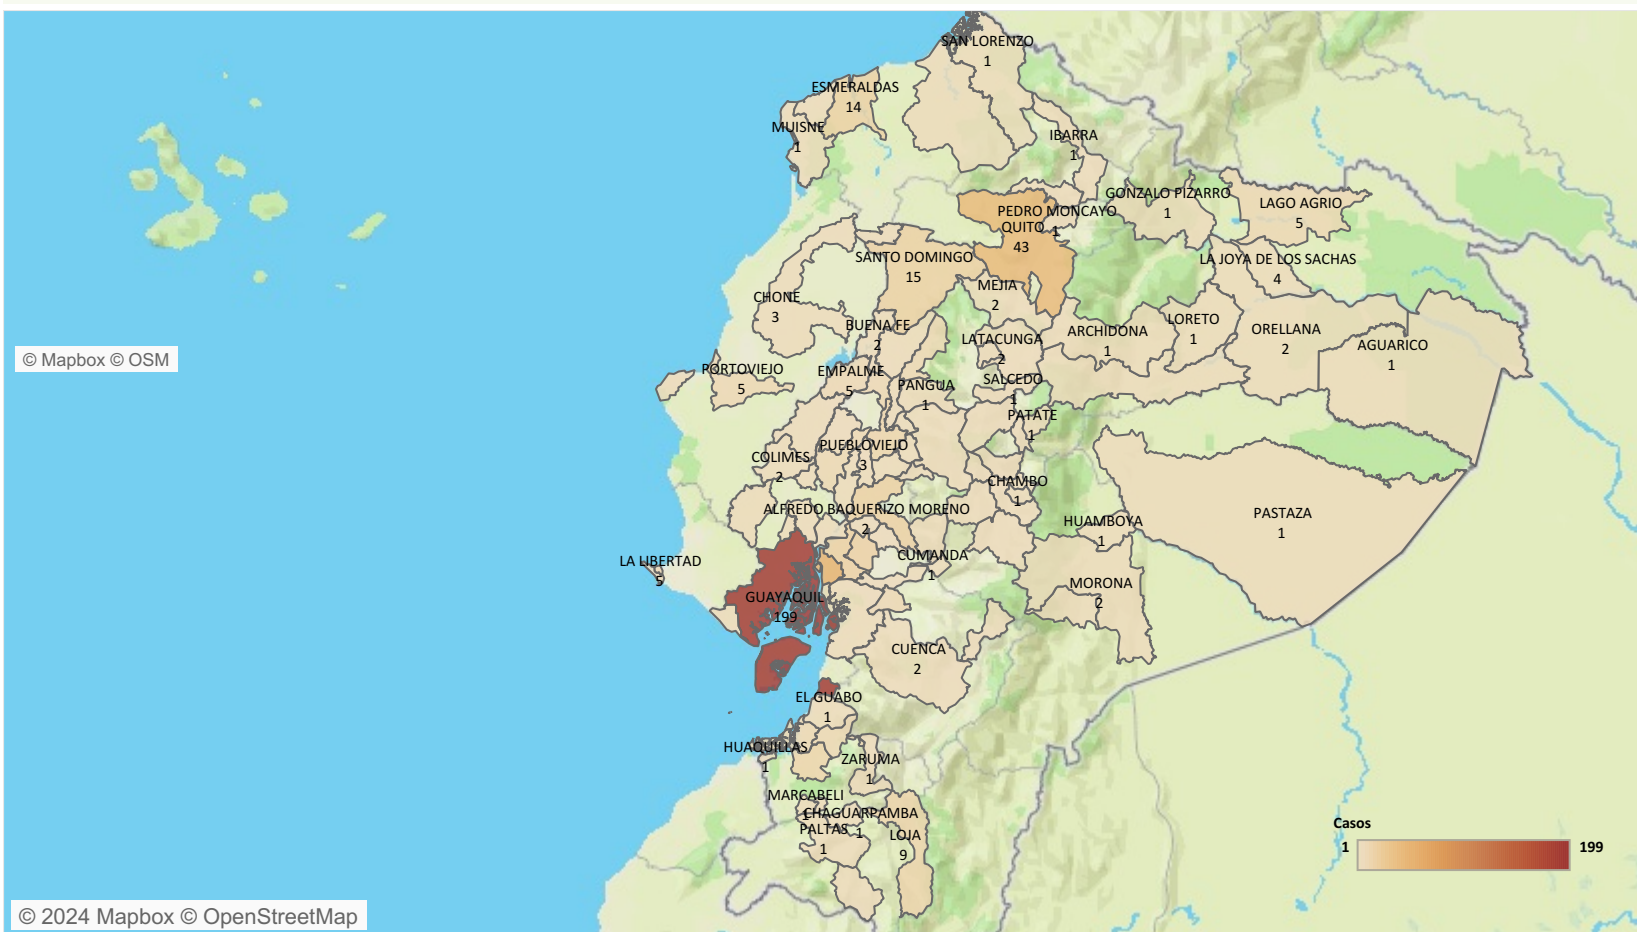 SAN LORENZO
1
ESMERALDAS
14
MUISNE
1
IBARRA
1
GONZALO PIZARRO
1
LAGO AGRIO
5
PEDRO MONCAYO
1
QUITO
43
SANTO DOMINGO
15
LA JOYA DE LOS SACHAS
4
MEJIA
2
CHONE
3
BUENA FE
2
LATACUNGA
2
ARCHIDONA
1
LORETO
1
ORELLANA
2
AGUARICO
1
© Mapbox © OSM
PORTOVIEJO
5
EMPALME
5
PANGUA
1
SALCEDO
1
PATATE
1
PUEBLOVIEJO
3
COLIMES
2
CHAMBO
1
ALFREDO BAQUERIZO MORENO
2
HUAMBOYA
1
PASTAZA
1
LA LIBERTAD
5
CUMANDA
1
GUAYAQUIL
199
MORONA
2
CUENCA
2
EL GUABO
1
HUAQUILLAS
1
ZARUMA
1
MARCABELI
1
CHAGUARPAMBA
1
PALTAS
1
LOJA
9
Casos
1 199
© 2024 Mapbox © OpenStreetMap